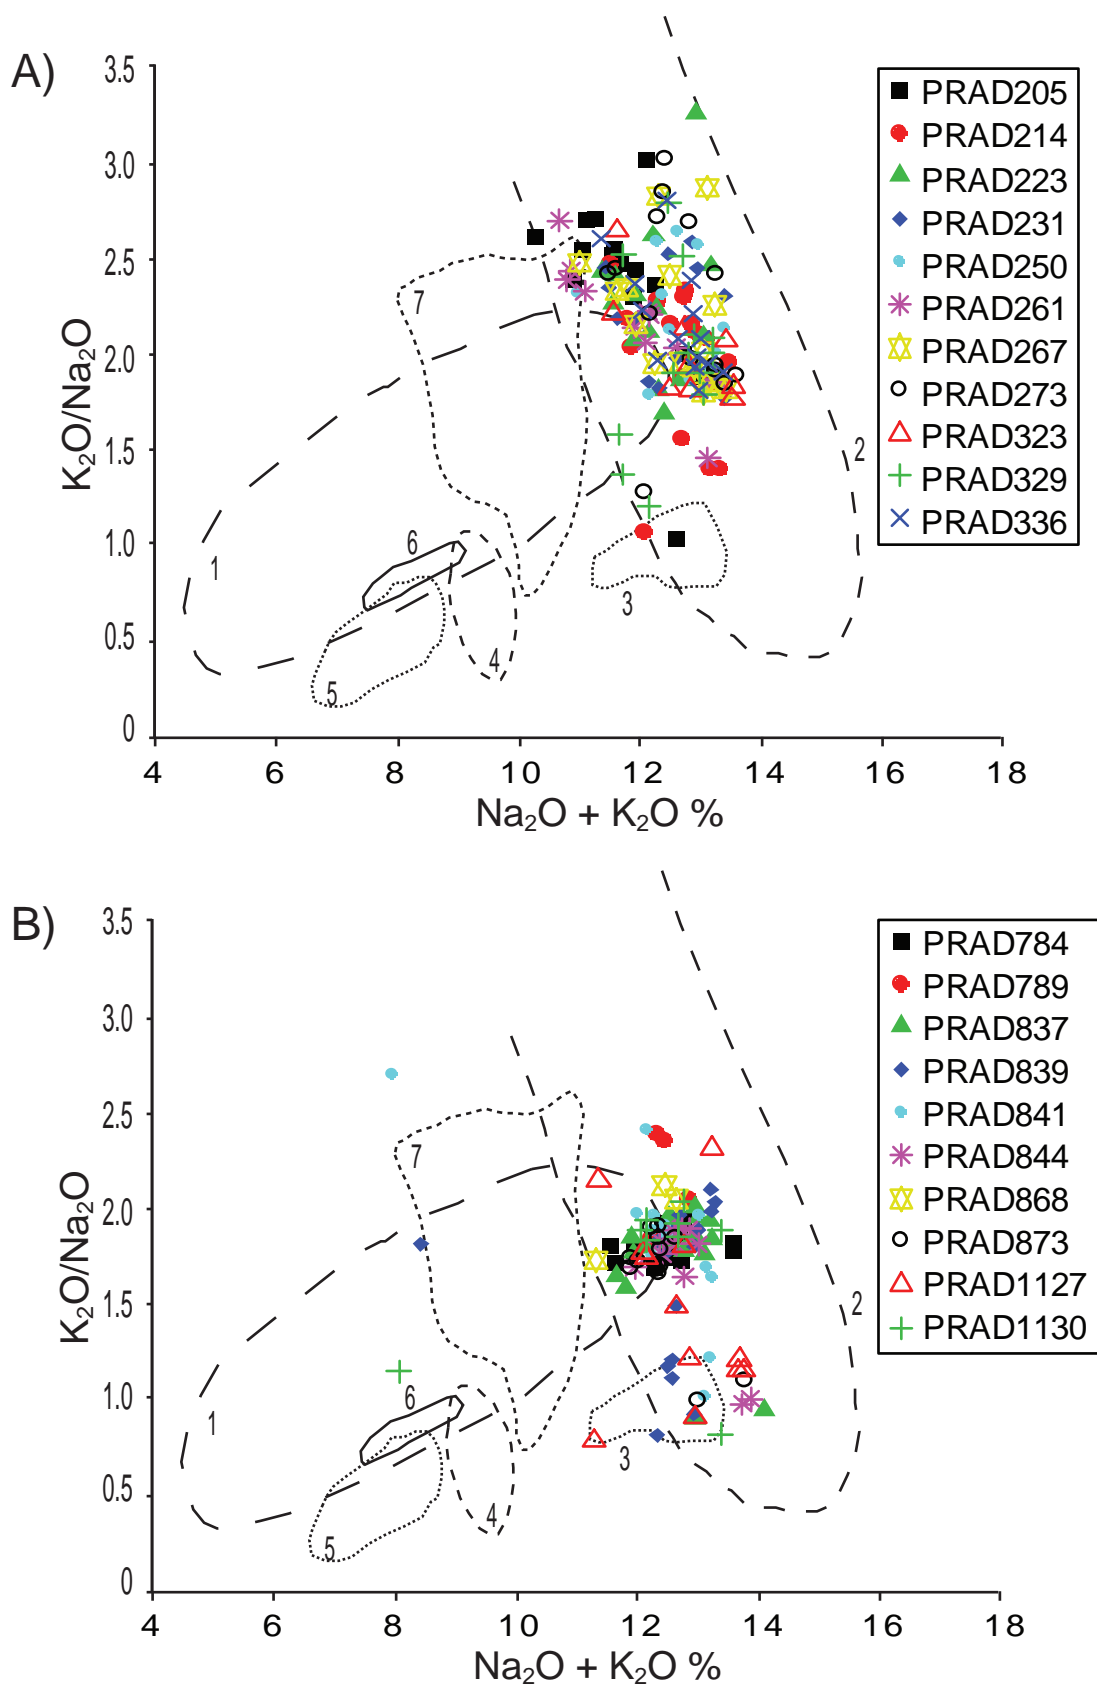 A)
3.5
3.0
2.5
2.0
1.5
1.0
0.5
0
K₂O/Na₂O
4 6 8 10 12 14 16 18
Na₂O + K₂O %
1
2
3
4
5
6
7
PRAD205
PRAD214
PRAD223
PRAD231
PRAD250
PRAD261
PRAD267
PRAD273
PRAD323
PRAD329
PRAD336
B)
3.5
3.0
2.5
2.0
1.5
1.0
0.5
0
K₂O/Na₂O
4 6 8 10 12 14 16 18
Na₂O + K₂O %
1
2
3
4
5
6
7
PRAD784
PRAD789
PRAD837
PRAD839
PRAD841
PRAD844
PRAD868
PRAD873
PRAD1127
PRAD1130